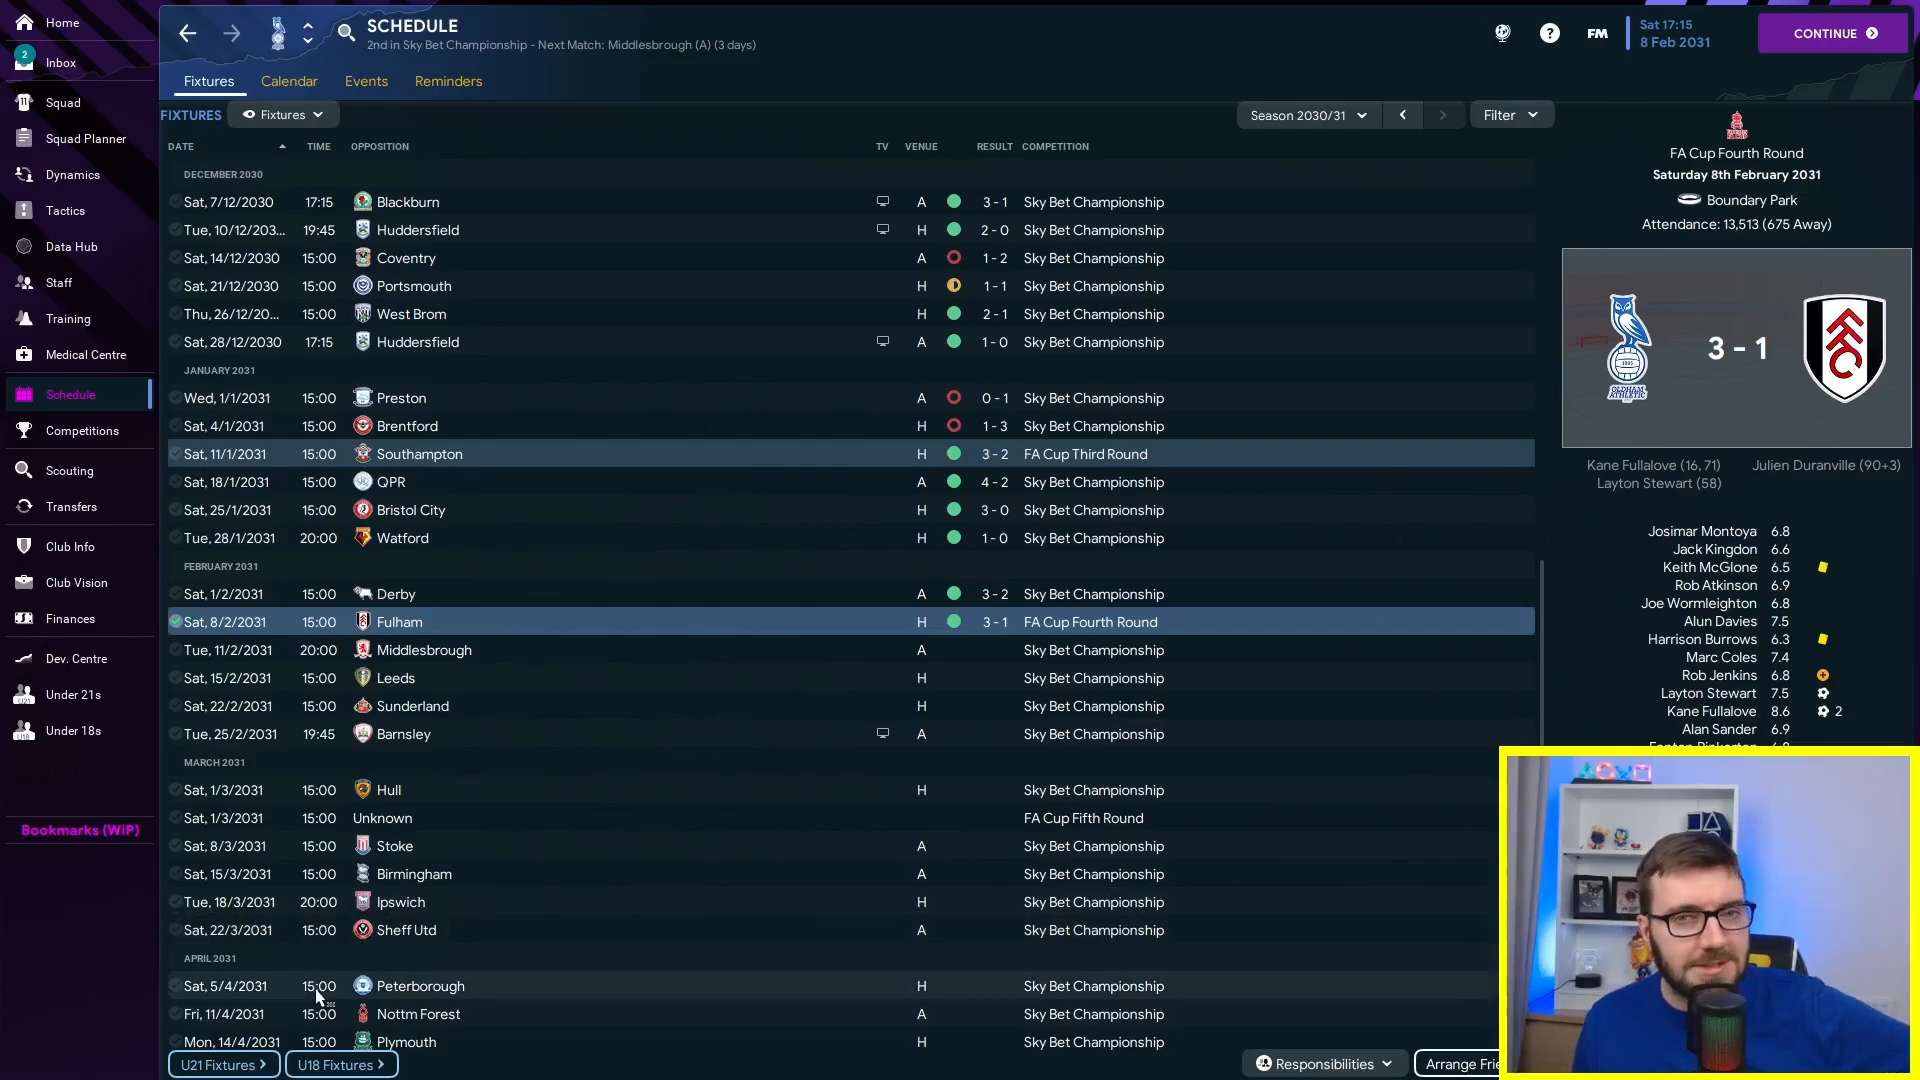 Home
2
Inbox
Squad
Squad Planner
Dynamics
Tactics
Data Hub
Staff
Training
Medical Centre
Schedule
Competitions
Scouting
Transfers
Club Info
Club Vision
Finances
Dev. Centre
Under 21s
Under 18s
Bookmarks (WiP)
SCHEDULE
2nd in Sky Bet Championship - Next Match: Middlesbrough (A) (3 days)
FM
Sat 17:15
8 Feb 2031
CONTINUE
Fixtures Calendar Events Reminders
FIXTURES Fixtures Season 2030/31 Filter
DATE TIME OPPOSITION TV VENUE RESULT COMPETITION
DECEMBER 2030
Sat, 7/12/2030 17:15 Blackburn A 3 - 1 Sky Bet Championship
Tue, 10/12/203... 19:45 Huddersfield H 2 - 0 Sky Bet Championship
Sat, 14/12/2030 15:00 Coventry A 1 - 2 Sky Bet Championship
Sat, 21/12/2030 15:00 Portsmouth H 1 - 1 Sky Bet Championship
Thu, 26/12/20... 15:00 West Brom H 2 - 1 Sky Bet Championship
Sat, 28/12/2030 17:15 Huddersfield A 1 - 0 Sky Bet Championship
JANUARY 2031
Wed, 1/1/2031 15:00 Preston A 0 - 1 Sky Bet Championship
Sat, 4/1/2031 15:00 Brentford H 1 - 3 Sky Bet Championship
Sat, 11/1/2031 15:00 Southampton H 3 - 2 FA Cup Third Round
Sat, 18/1/2031 15:00 QPR A 4 - 2 Sky Bet Championship
Sat, 25/1/2031 15:00 Bristol City H 3 - 0 Sky Bet Championship
Tue, 28/1/2031 20:00 Watford H 1 - 0 Sky Bet Championship
FEBRUARY 2031
Sat, 1/2/2031 15:00 Derby A 3 - 2 Sky Bet Championship
Sat, 8/2/2031 15:00 Fulham H 3 - 1 FA Cup Fourth Round
Tue, 11/2/2031 20:00 Middlesbrough A Sky Bet Championship
Sat, 15/2/2031 15:00 Leeds H Sky Bet Championship
Sat, 22/2/2031 15:00 Sunderland H Sky Bet Championship
Tue, 25/2/2031 19:45 Barnsley A Sky Bet Championship
MARCH 2031
Sat, 1/3/2031 15:00 Hull H Sky Bet Championship
Sat, 1/3/2031 15:00 Unknown FA Cup Fifth Round
Sat, 8/3/2031 15:00 Stoke A Sky Bet Championship
Sat, 15/3/2031 15:00 Birmingham A Sky Bet Championship
Tue, 18/3/2031 20:00 Ipswich H Sky Bet Championship
Sat, 22/3/2031 15:00 Sheff Utd A Sky Bet Championship
APRIL 2031
Sat, 5/4/2031 15:00 Peterborough H Sky Bet Championship
Fri, 11/4/2031 15:00 Nottm Forest A Sky Bet Championship
Mon, 14/4/2031 15:00 Plymouth H Sky Bet Championship
U21 Fixtures U18 Fixtures Responsibilities Arrange Frie
FA Cup Fourth Round
Saturday 8th February 2031
Boundary Park
Attendance: 13,513 (675 Away)
OLDHAM ATHLETIC
3 - 1
FFC
Kane Fullalove (16, 71) Julien Duranville (90+3)
Layton Stewart (58)
Josimar Montoya 6.8
Jack Kingdon 6.6
Keith McGlone 6.5
Rob Atkinson 6.9
Joe Wormleighton 6.8
Alun Davies 7.5
Harrison Burrows 6.3
Marc Coles 7.4
Rob Jenkins 6.8
Layton Stewart 7.5
Kane Fullalove 8.6 2
Alan Sander 6.9